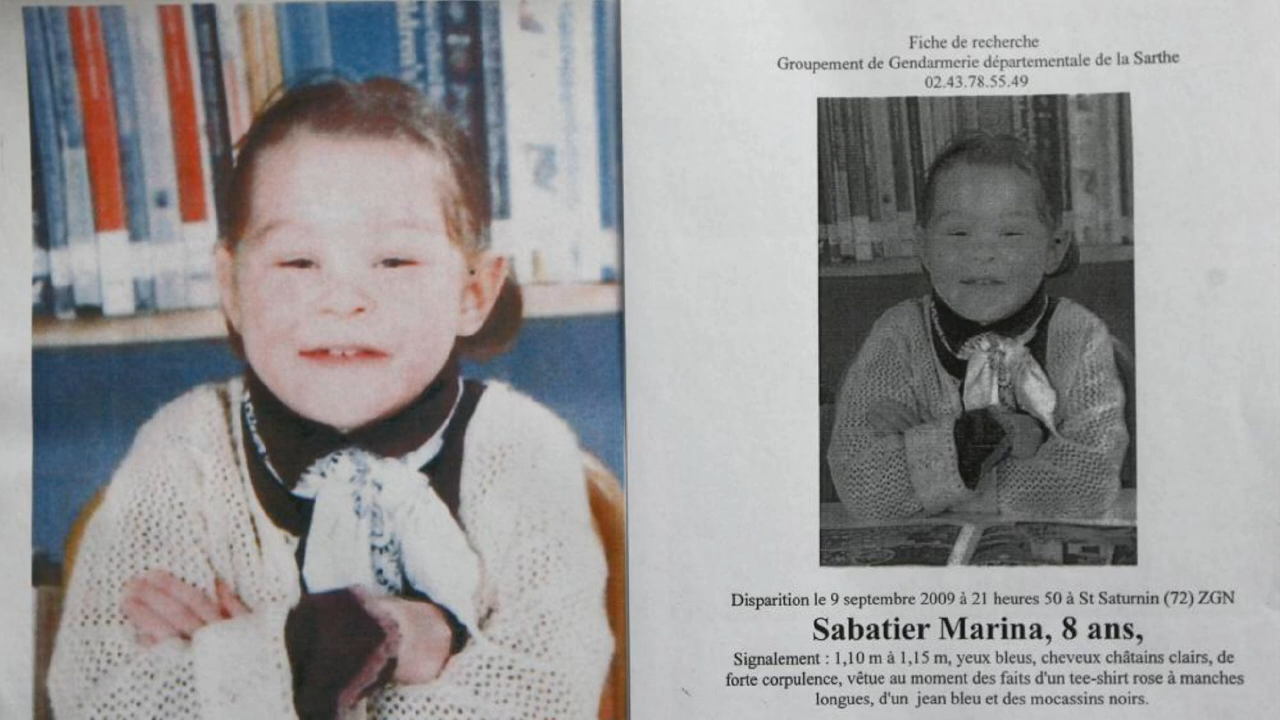 Fiche de recherche
Groupement de Gendarmerie départementale de la Sarthe
02.43.78.55.49
Disparition le 9 septembre 2009 à 21 heures 50 à St Saturnin (72) ZGN
Sabatier Marina, 8 ans,
Signalement : 1,10 m à 1,15 m, yeux bleus, cheveux châtains clairs, de
forte corpulence, vêtue au moment des faits d'un tee-shirt rose à manches
longues, d'un jean bleu et des mocassins noirs.